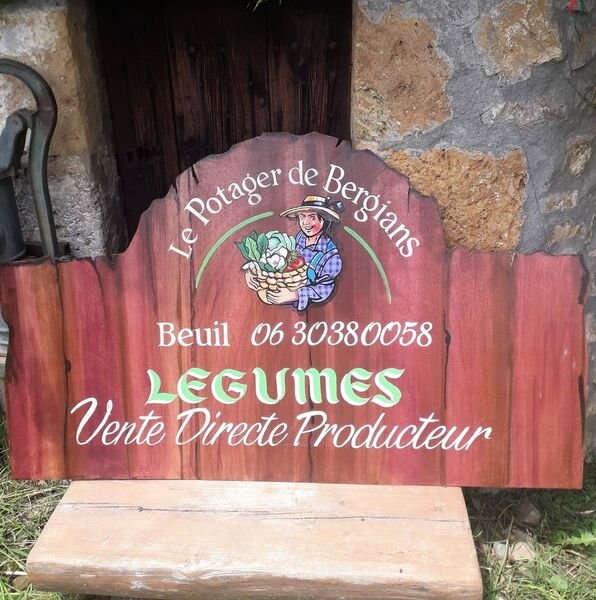 Le Potager de Bergians
Beuil 06 30380058
LEGUMES
Vente Directe Producteur